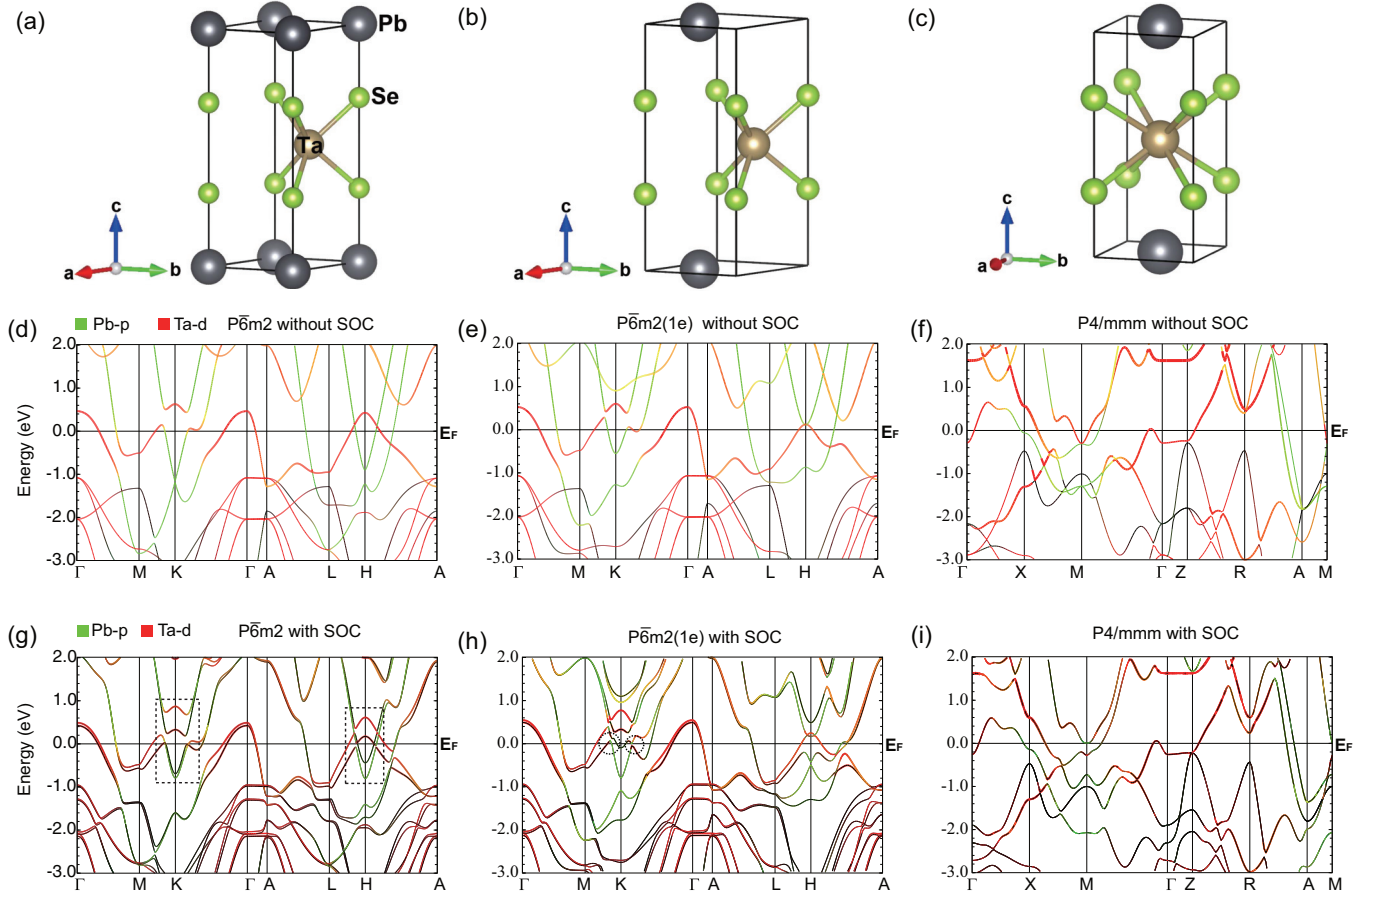 (a)
Pb
Se
Ta
c
a
b
(b)
c
a
b
(c)
c
a
b
(d)
Pb-p
Ta-d
P6̅m2 without SOC
Energy (eV)
2.0
1.0
0.0
-1.0
-2.0
-3.0
EF
Γ M K Γ A L H A
(e)
P6̅m2(1e) without SOC
2.0
1.0
0.0
-1.0
-2.0
-3.0
EF
Γ M K Γ A L H A
(f)
P4/mmm without SOC
2.0
1.0
0.0
-1.0
-2.0
-3.0
EF
Γ X M Γ Z R A M
(g)
Pb-p
Ta-d
P6̅m2 with SOC
Energy (eV)
2.0
1.0
0.0
-1.0
-2.0
-3.0
EF
Γ M K Γ A L H A
(h)
P6̅m2(1e) with SOC
2.0
1.0
0.0
-1.0
-2.0
-3.0
EF
Γ M K Γ A L H A
(i)
P4/mmm with SOC
2.0
1.0
0.0
-1.0
-2.0
-3.0
EF
Γ X M Γ Z R A M